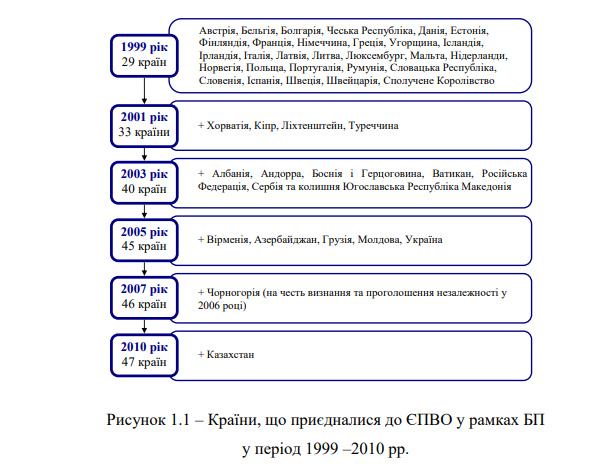 1999 рік
29 країн
Австрія, Бельгія, Болгарія, Чеська Республіка, Данія, Естонія,
Фінляндія, Франція, Німеччина, Греція, Угорщина, Ісландія,
Ірландія, Італія, Латвія, Литва, Люксембург, Мальта, Нідерланди,
Норвегія, Польща, Португалія, Румунія, Словацька Республіка,
Словенія, Іспанія, Швеція, Швейцарія, Сполучене Королівство
2001 рік
33 країни
+ Хорватія, Кіпр, Ліхтенштейн, Туреччина
2003 рік
40 країн
+ Албанія, Андорра, Боснія і Герцоговина, Ватикан, Російська
Федерація, Сербія та колишня Югославська Республіка Македонія
2005 рік
45 країн
+ Вірменія, Азербайджан, Грузія, Молдова, Україна
2007 рік
46 країн
+ Чорногорія (на честь визнання та проголошення незалежності у
2006 році)
2010 рік
47 країн
+ Казахстан
Рисунок 1.1 – Країни, що приєдналися до ЄПВО у рамках БП
у період 1999 –2010 рр.